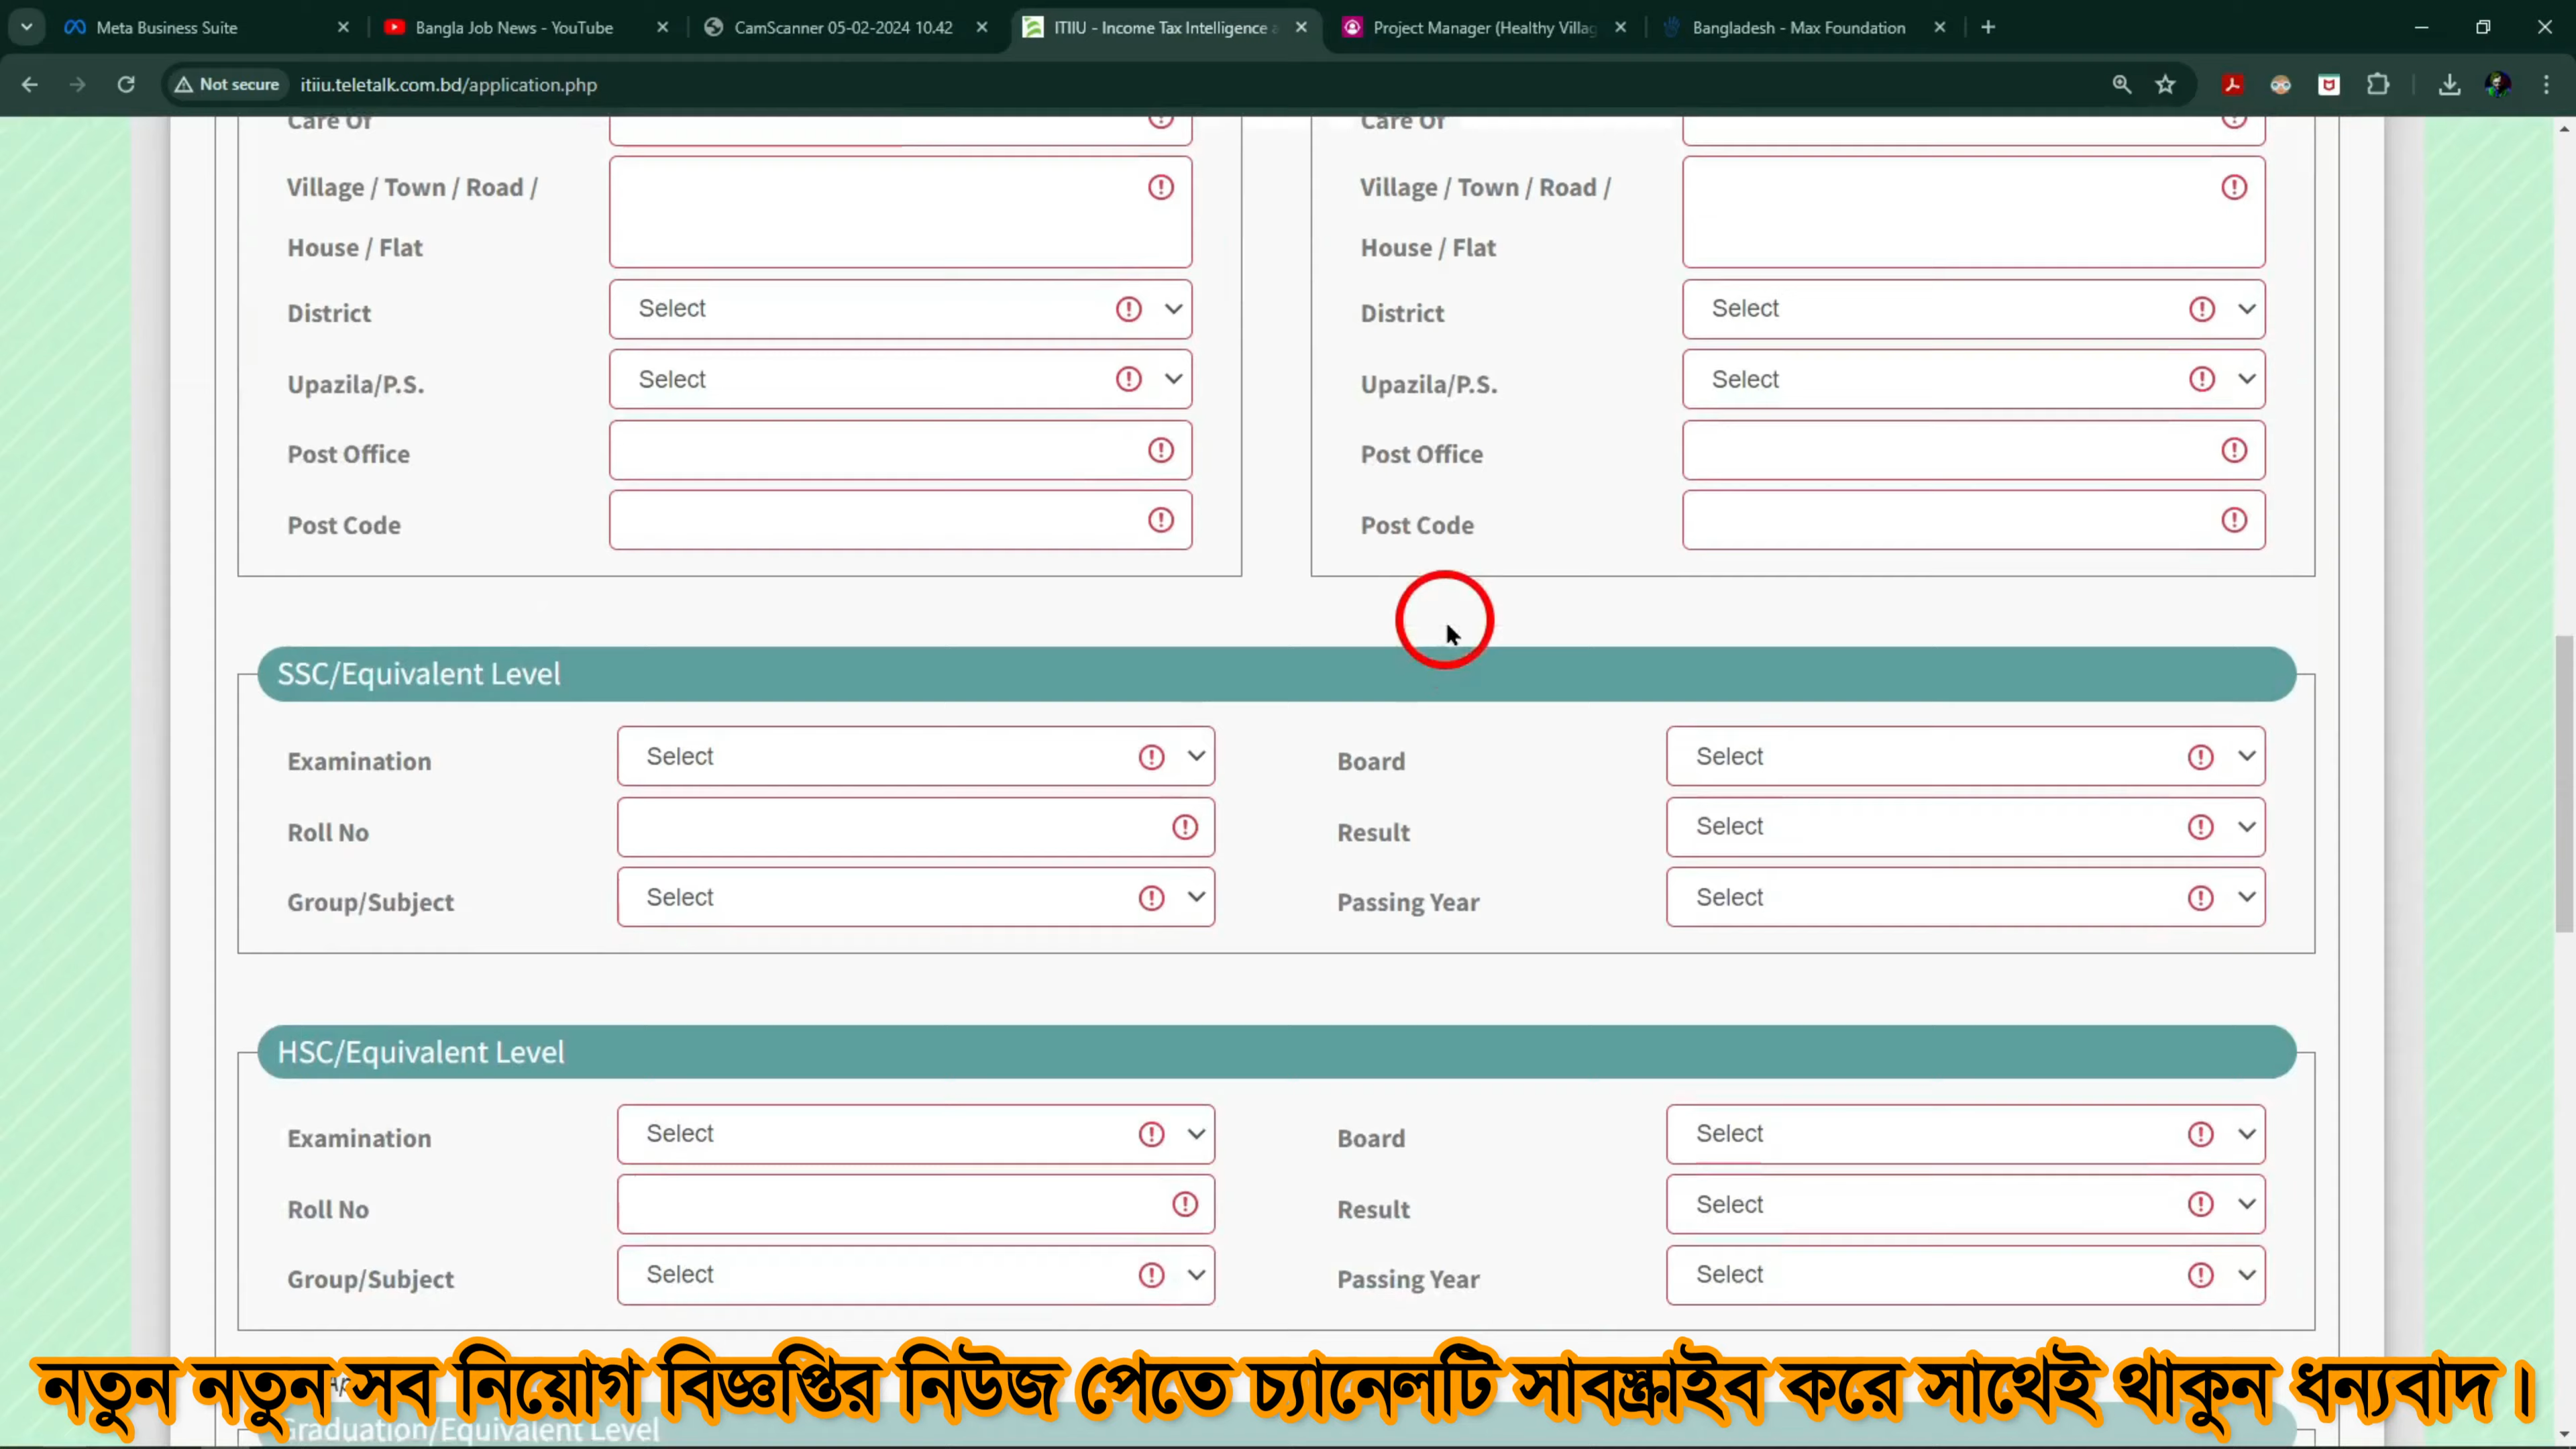 Meta Business Suite
Bangla Job News - YouTube
CamScanner 05-02-2024 10.42
ITIIU - Income Tax Intelligence
Project Manager (Healthy Villag
Bangladesh - Max Foundation
Not secure
itiiu.teletalk.com.bd/application.php
Care Of
Care Of
Village / Town / Road / House / Flat
Village / Town / Road / House / Flat
District Select
District Select
Upazila/P.S. Select
Upazila/P.S. Select
Post Office
Post Office
Post Code
Post Code
SSC/Equivalent Level
Examination Select Board Select
Roll No Result Select
Group/Subject Select Passing Year Select
HSC/Equivalent Level
Examination Select Board Select
Roll No Result Select
Group/Subject Select Passing Year Select
নতুন নতুন সব নিয়োগ বিজ্ঞপ্তির নিউজ পেতে চ্যানেলটি সাবস্ক্রাইব করে সাথেই থাকুন ধন্যবাদ।
Graduation/Equivalent Level